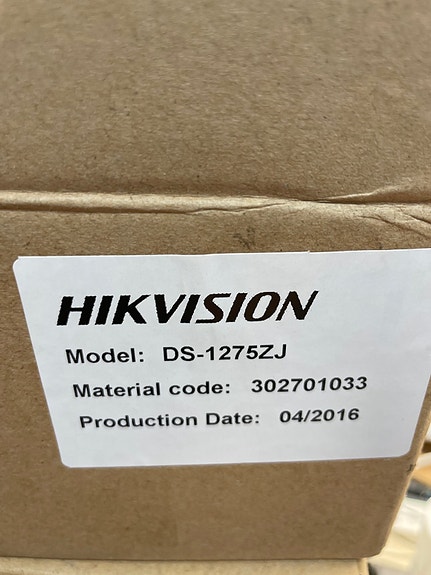 HIKVISION
Model: DS-1275ZJ
Material code: 302701033
Production Date: 04/2016